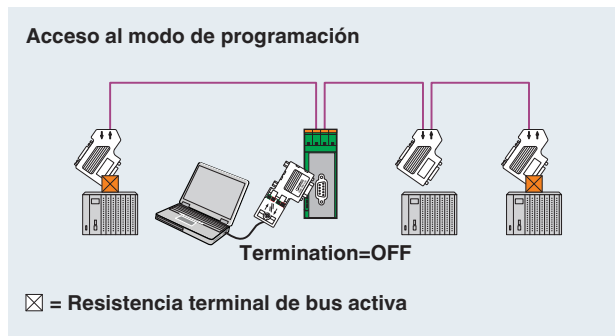 Acceso al modo de programación
Termination=OFF
= Resistencia terminal de bus activa